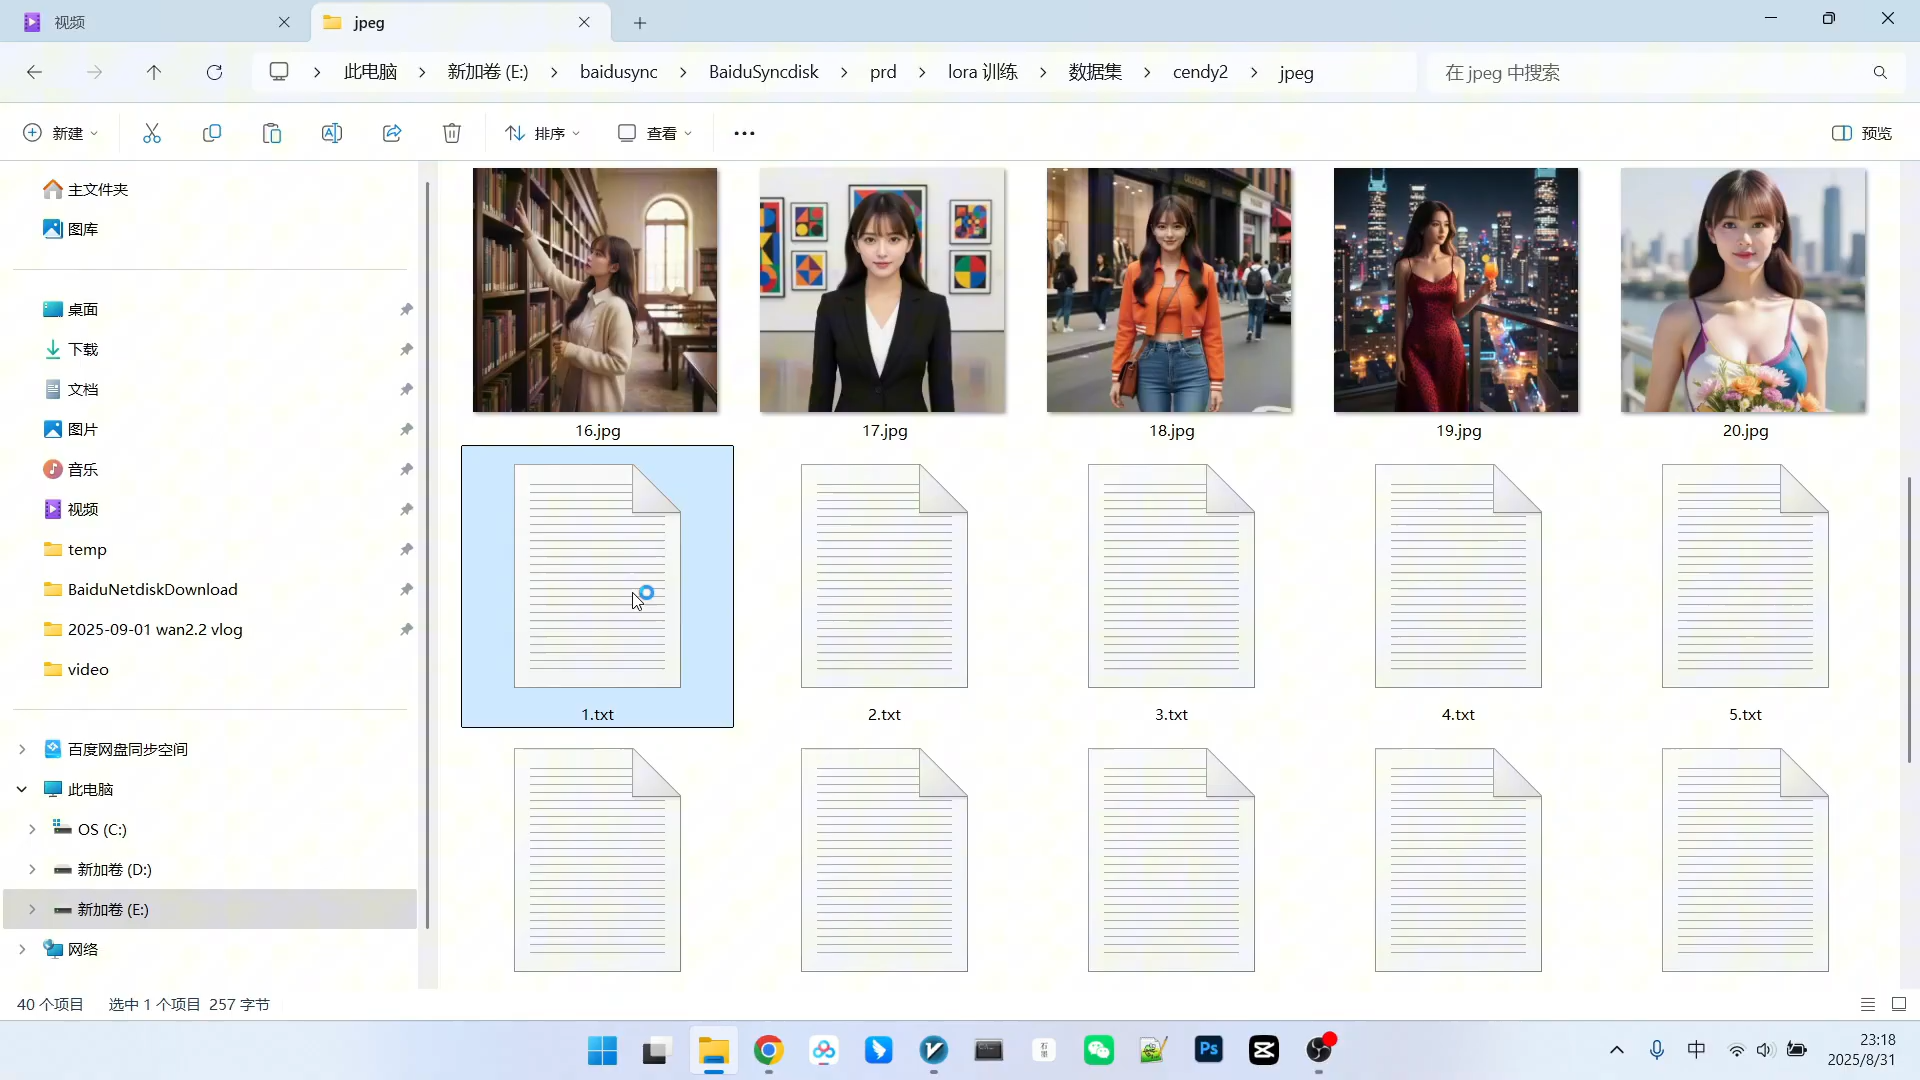 视频
jpeg
此电脑 新加卷 (E:) baidusync BaiduSyncdisk prd lora 训练 数据集 cendy2 jpeg
在 jpeg 中搜索
新建
排序
查看
预览
主文件夹
图库
桌面
下载
文档
图片
音乐
视频
temp
BaiduNetdiskDownload
2025-09-01 wan2.2 vlog
video
百度网盘同步空间
此电脑
OS (C:)
新加卷 (D:)
新加卷 (E:)
网络
16.jpg
17.jpg
18.jpg
19.jpg
20.jpg
1.txt
2.txt
3.txt
4.txt
5.txt
40 个项目 选中 1 个项目 257 字节
石墨
Ps
中
23:18
2025/8/31